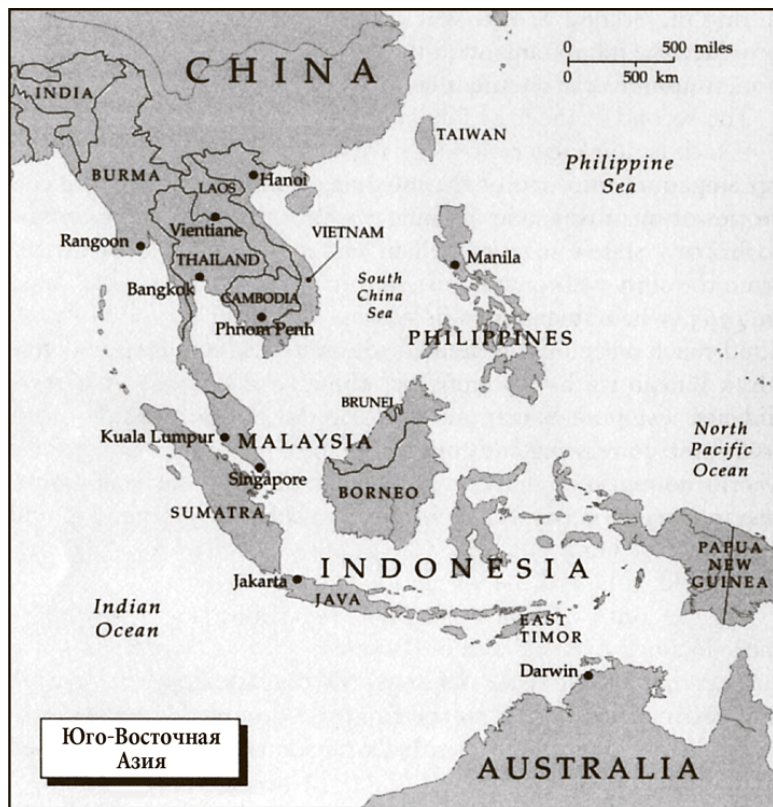 0 500 miles
0 500 km
CHINA
INDIA
TAIWAN
BURMA
Philippine
Sea
LAOS
Hanoi
Vientiane
VIETNAM
Rangoon
THAILAND
Bangkok
South
China
Sea
Manila
CAMBODIA
Phnom Perth
PHILIPPINES
BRUNEI
Kuala Lumpur
MALAYSIA
North
Pacific
Ocean
Singapore
BORNEO
SUMATRA
PAPUA
NEW
GUINEA
INDONESIA
Jakarta
JAVA
Indian
Ocean
EAST
TIMOR
Darwin
Юго-Восточная
Азия
AUSTRALIA